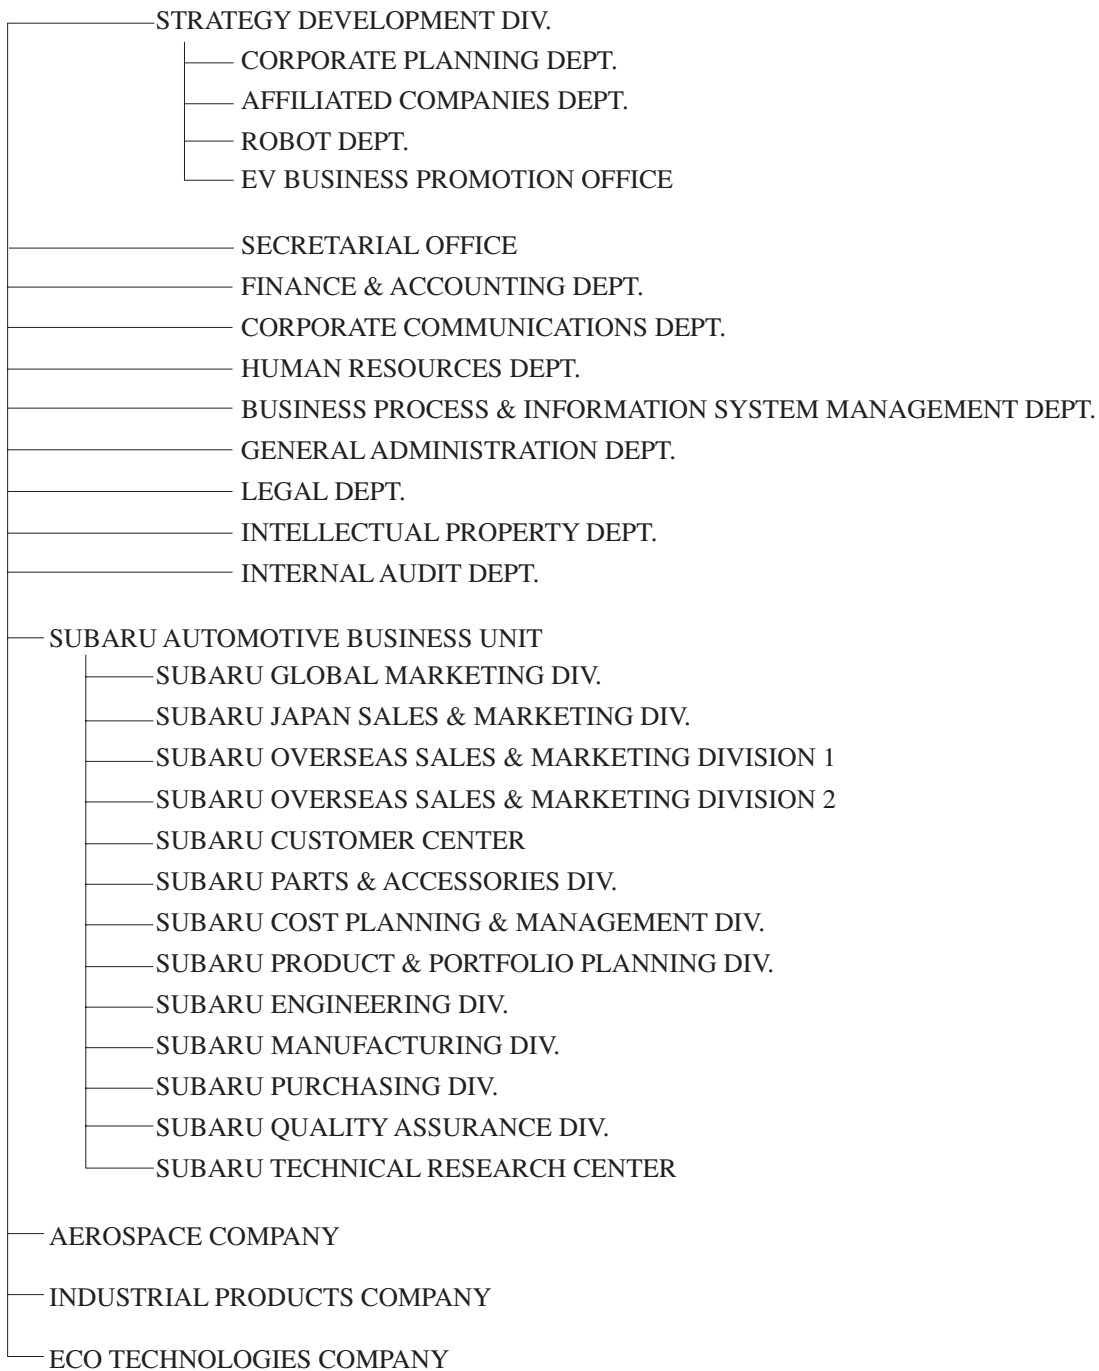 STRATEGY DEVELOPMENT DIV.
CORPORATE PLANNING DEPT.
AFFILIATED COMPANIES DEPT.
ROBOT DEPT.
EV BUSINESS PROMOTION OFFICE
SECRETARIAL OFFICE
FINANCE & ACCOUNTING DEPT.
CORPORATE COMMUNICATIONS DEPT.
HUMAN RESOURCES DEPT.
BUSINESS PROCESS & INFORMATION SYSTEM MANAGEMENT DEPT.
GENERAL ADMINISTRATION DEPT.
LEGAL DEPT.
INTELLECTUAL PROPERTY DEPT.
INTERNAL AUDIT DEPT.
SUBARU AUTOMOTIVE BUSINESS UNIT
SUBARU GLOBAL MARKETING DIV.
SUBARU JAPAN SALES & MARKETING DIV.
SUBARU OVERSEAS SALES & MARKETING DIVISION 1
SUBARU OVERSEAS SALES & MARKETING DIVISION 2
SUBARU CUSTOMER CENTER
SUBARU PARTS & ACCESSORIES DIV.
SUBARU COST PLANNING & MANAGEMENT DIV.
SUBARU PRODUCT & PORTFOLIO PLANNING DIV.
SUBARU ENGINEERING DIV.
SUBARU MANUFACTURING DIV.
SUBARU PURCHASING DIV.
SUBARU QUALITY ASSURANCE DIV.
SUBARU TECHNICAL RESEARCH CENTER
AEROSPACE COMPANY
INDUSTRIAL PRODUCTS COMPANY
ECO TECHNOLOGIES COMPANY